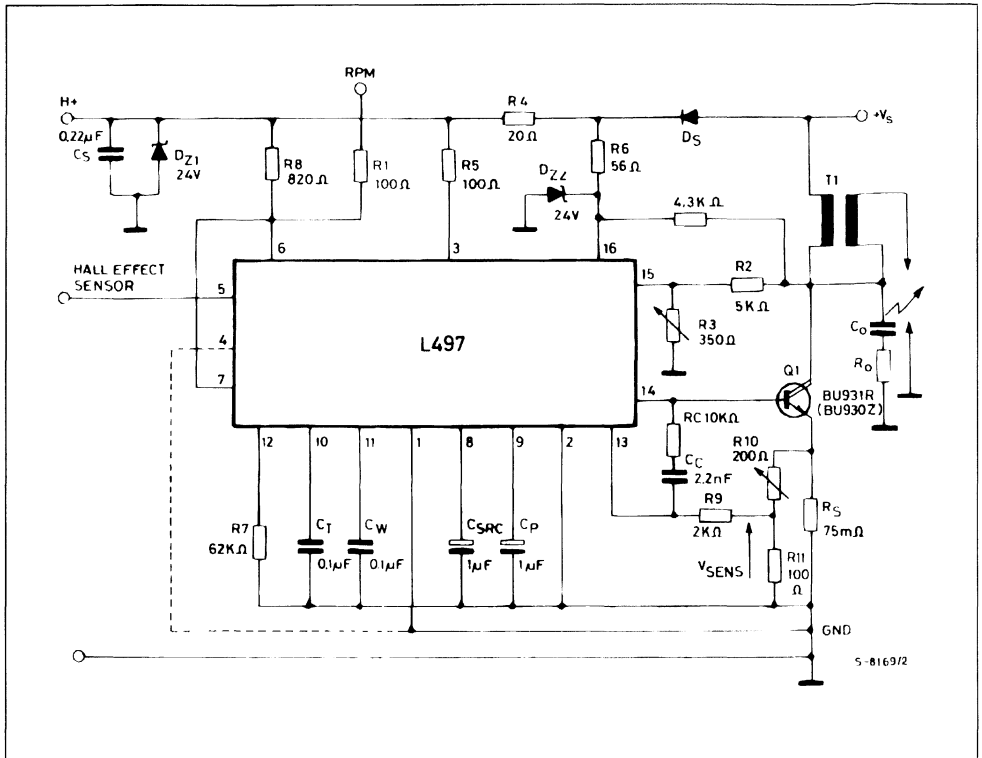 RPM
H+
0.22µF
CS
DZ1
24V
R8
820Ω
R1
100Ω
R5
100Ω
R4
20Ω
R6
56Ω
DS
+VS
DZ2
24V
4.3KΩ
T1
6
3
16
HALL EFFECT
SENSOR
5
4
7
L497
15
R2
5KΩ
R3
350Ω
CO
RO
14
Q1
BU931R
(BU930Z)
12
10
11
1
8
9
2
13
RC10KΩ
CC
2.2nF
R10
200Ω
R9
2KΩ
RS
75mΩ
R7
62KΩ
CT
0.1µF
CW
0.1µF
CSRC
1µF
CP
1µF
VSENS
R11
100
Ω
GND
S-8169/2